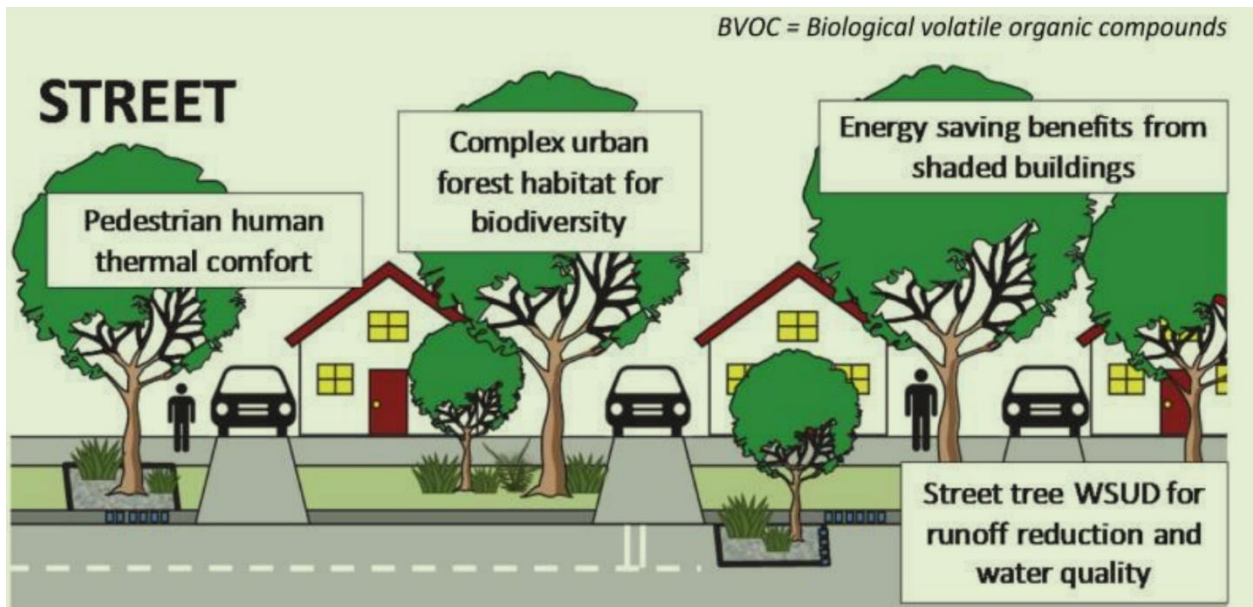 BVOC = Biological volatile organic compounds
STREET
Pedestrian human
thermal comfort
Complex urban
forest habitat for
biodiversity
Energy saving benefits from
shaded buildings
Street tree WSUD for
runoff reduction and
water quality